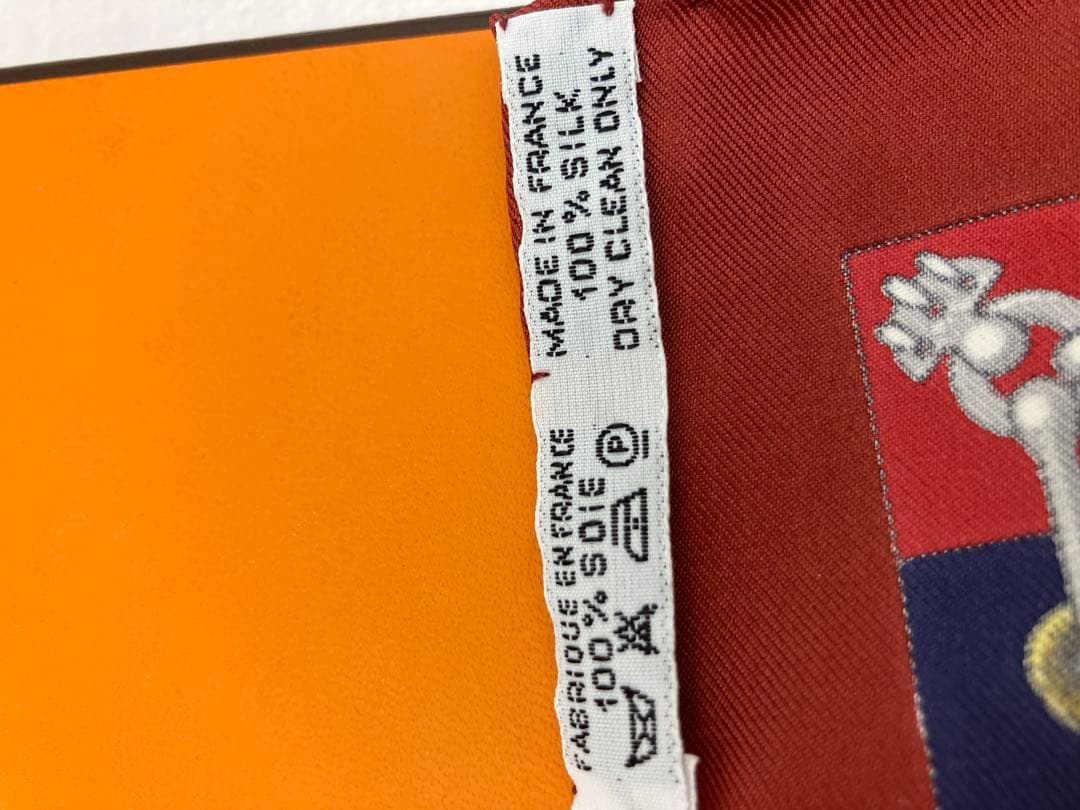 FABRIQUE EN FRANCE
100% SOIE
P
MADE IN FRANCE
100% SILK
DRY CLEAN ONLY